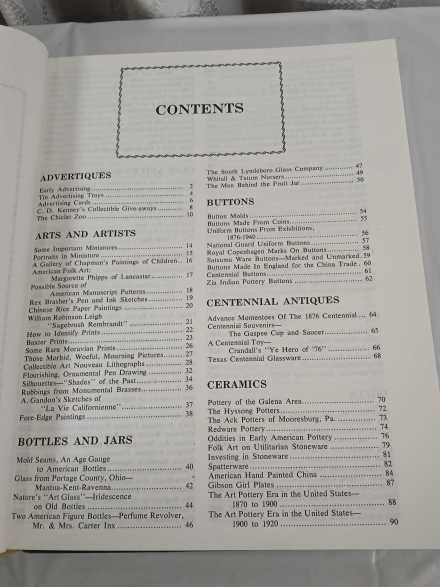 CONTENTS
ADVERTIQUES
Early Advertising 2
Tin Advertising Trays 4
Advertising Cards 6
C. D. Kenney's Collectible Give-aways 8
The Chiclet Zoo 10
ARTS AND ARTISTS
Some Important Miniatures 14
Portraits in Miniature 15
A Gallery of Chapman's Paintings of Children 16
American Folk Art:
Marguerite Phipps of Lancaster 17
Possible Source of
American Manuscript Patterns 18
Rex Brasher's Pen and Ink Sketches 19
Chinese Rice Paper Paintings 20
William Robinson Leigh
"Sagebrush Rembrandt" 21
How to Identify Prints 22
Baxter Prints 23
Some Rare Moravian Prints 26
Those Morbid, Woeful, Mourning Pictures 27
Collectible Art Nouveau Lithographs 28
Flourishing, Ornamental Pen Drawing 32
Silhouettes—"Shades" of the Past 34
Rubbings from Monumental Brasses 36
A Gandon's Sketches of
"La Vie Californienne" 37
Fore-Edge Paintings 38
BOTTLES AND JARS
Mold Seams, An Age Gauge
to American Bottles 40
Glass from Portage County, Ohio—
Mantua-Kent-Ravenna 42
Nature's "Art Glass"—Iridescence
on Old Bottles 44
Two American Figure Bottles—Perfume Revolver,
Mr. & Mrs. Carter Inx 46
The South Lyndeboro Glass Company 47
Whitall & Tatum Nursers 49
The Man Behind the Fruit Jar 50
BUTTONS
Button Molds 54
Buttons Made From Coins 55
Uniform Buttons From Exhibitions,
1876-1940 56
National Guard Uniform Buttons 57
Royal Copenhagen Marks On Buttons 58
Satsuma Ware Buttons—Marked and Unmarked 59
Buttons Made In England for the China Trade 60
Centennial Buttons 61
Zia Indian Pottery Buttons 62
CENTENNIAL ANTIQUES
Advance Momentoes Of The 1876 Centennial 64
Centennial Souvenirs—
The Gaspee Cup and Saucer 65
A Centennial Toy—
Crandall's "Ye Hero of '76" 66
Texas Centennial Glassware 68
CERAMICS
Pottery of the Galena Area 70
The Hyssong Potters 72
The Ack Potters of Mooresburg, Pa. 73
Redware Pottery 74
Oddities in Early American Pottery 76
Folk Art on Utilitarian Stoneware 79
Investing in Stoneware 81
Spatterware 82
American Hand Painted China 84
Gibson Girl Plates 87
The Art Pottery Era in the United States—
1870 to 1900 88
The Art Pottery Era in the United States—
1900 to 1920 90